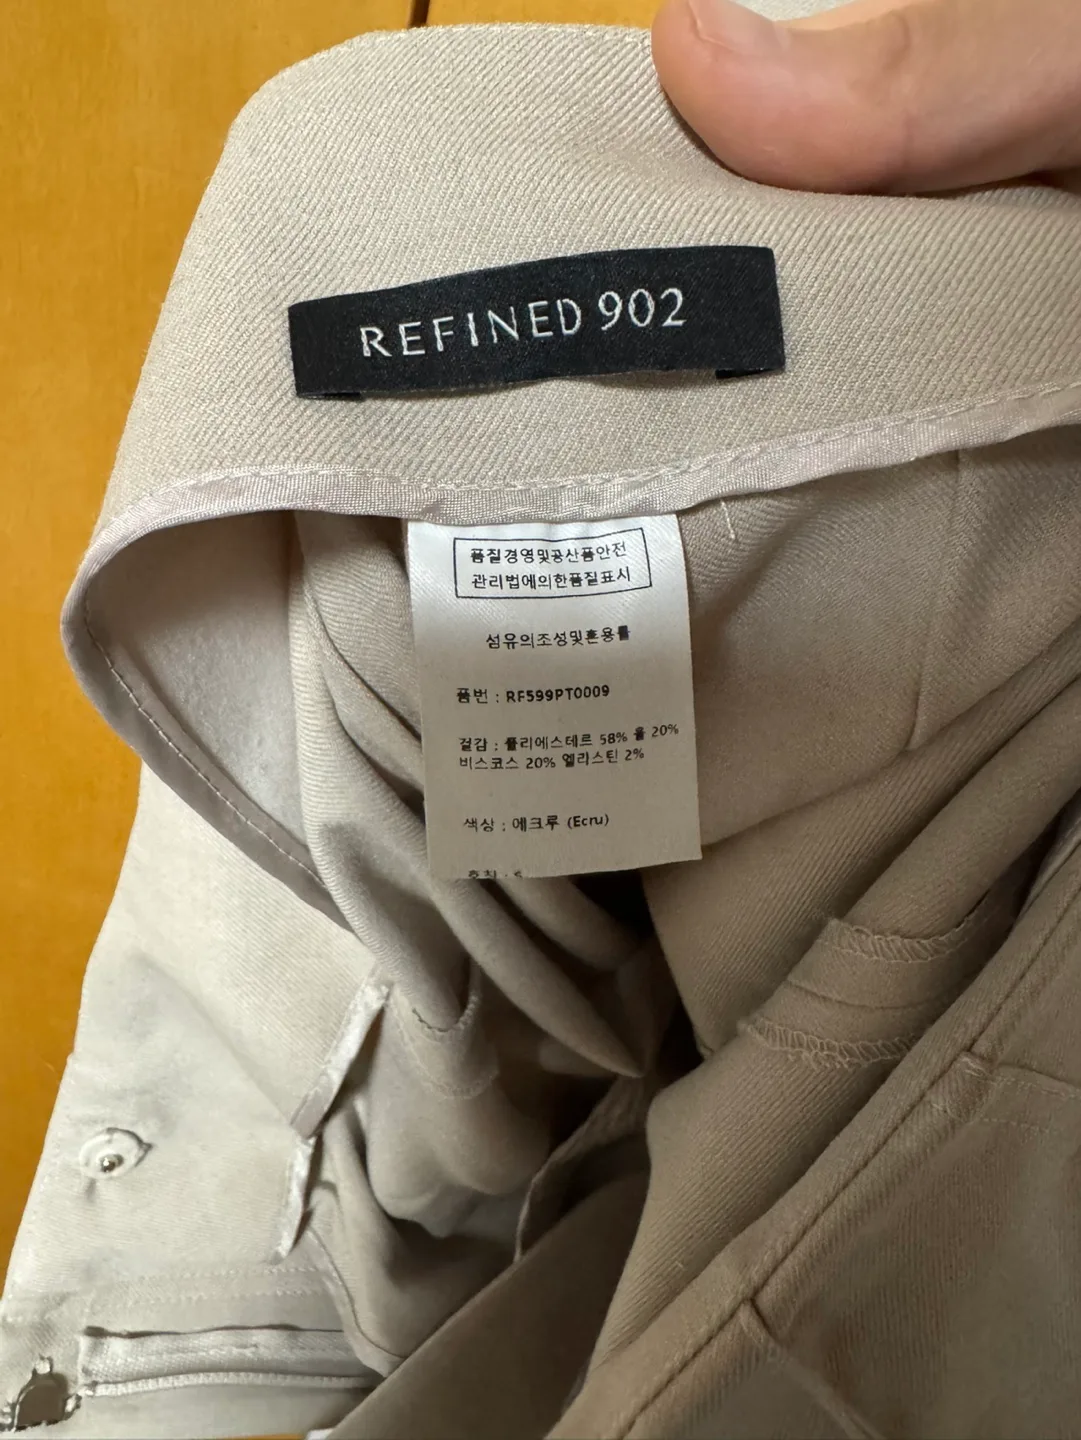 REFINED 902
품질경영및공산품안전
관리법에의한품질표시
섬유의조성및혼용률
품번 : RF599PT0009
겉감 : 폴리에스테르 58% 울 20%
비스코스 20% 엘라스틴 2%
색상 : 에크루 (Ecru)